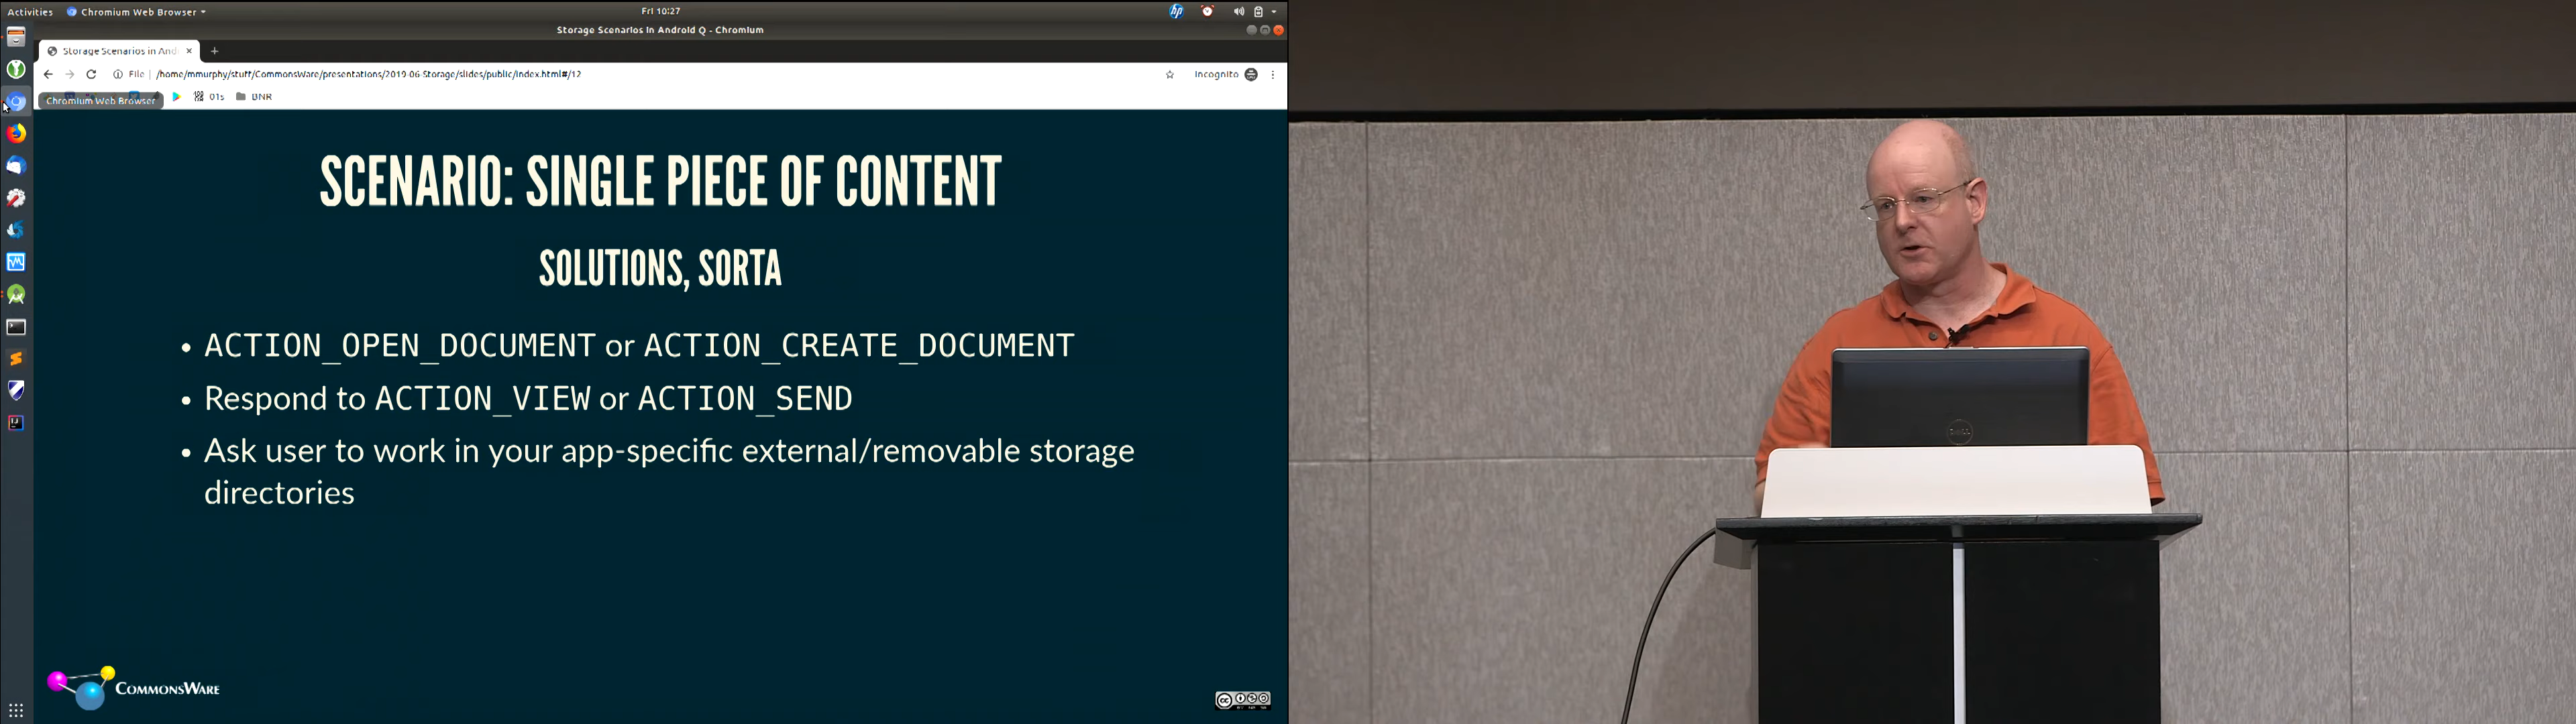 Activities
Chromium Web Browser
Fri 10:27
Storage Scenarios in Android Q - Chromium
Storage Scenarios in And
File
/home/mmurphy/stuff/CommonsWare/presentations/2019-06-Storage/slides/public/index.html#/12
Incognito
Chromium Web Browser
01s
BNR
SCENARIO: SINGLE PIECE OF CONTENT
SOLUTIONS, SORTA
• ACTION_OPEN_DOCUMENT or ACTION_CREATE_DOCUMENT
• Respond to ACTION_VIEW or ACTION_SEND
• Ask user to work in your app-specific external/removable storage
directories
COMMONSWARE
hp
DELL